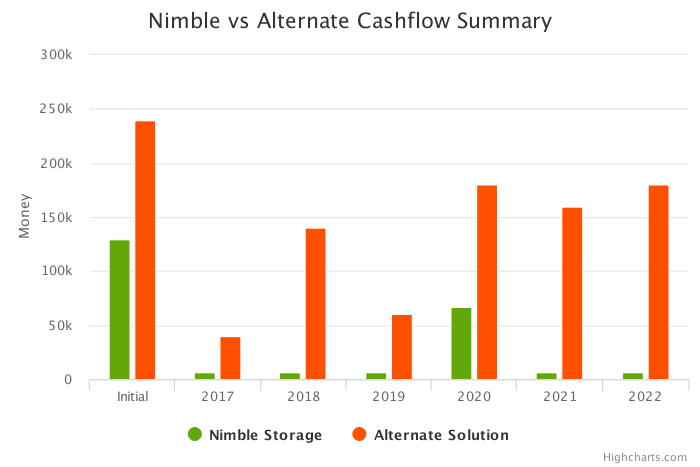 Nimble vs Alternate Cashflow Summary
300k
250k
200k
150k
100k
50k
0
Money
Initial 2017 2018 2019 2020 2021 2022
Nimble Storage Alternate Solution
Highcharts.com